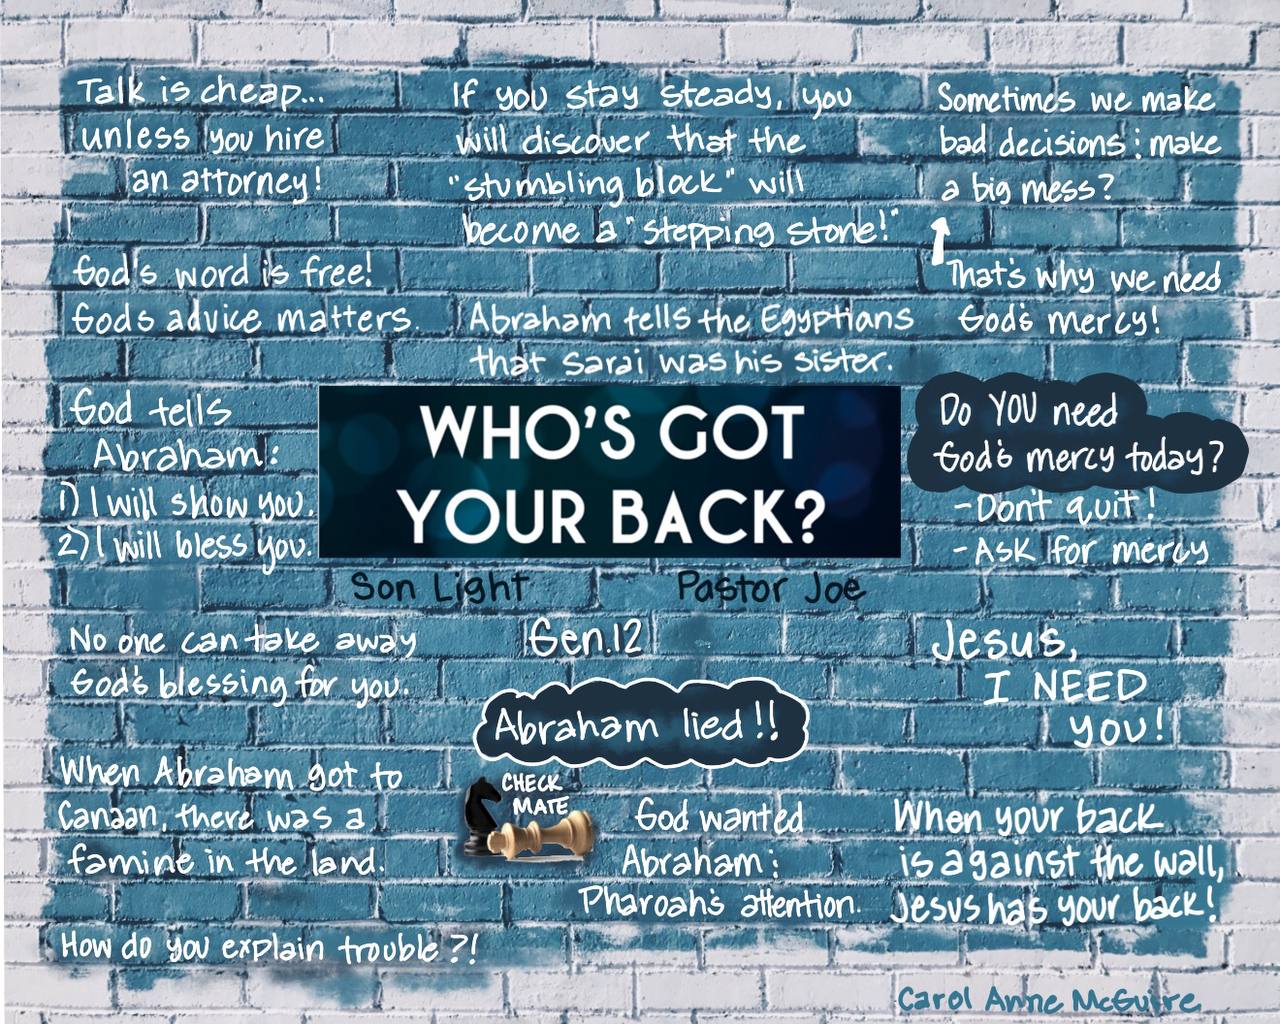 Talk is cheap...
unless you hire
an attorney!
God's word is free!
Gods advice matters.
God tells
Abraham:
1) I will show you.
2) I will bless you.
No one can take away
God's blessing for you.
When Abraham got to
Canaan, there was a
famine in the land.
How do you explain trouble?!
If you stay steady, you
will discover that the
"stumbling block" will
become a "stepping stone!"
Abraham tells the Egyptians
that Sarai was his sister.
WHO'S GOT
YOUR BACK?
Son Light Pastor Joe
Gen.12
Abraham lied!!
CHECK
MATE
God wanted
Abraham :
Pharoah's attention.
Sometimes we make
bad decisions : make
a big mess?
That's why we need
God's mercy!
Do YOU need
God's mercy today?
- Don't quit!
- Ask for mercy
Jesus,
I NEED
you!
When your back
is against the wall,
Jesus has your back!
Carol Anne McGuire